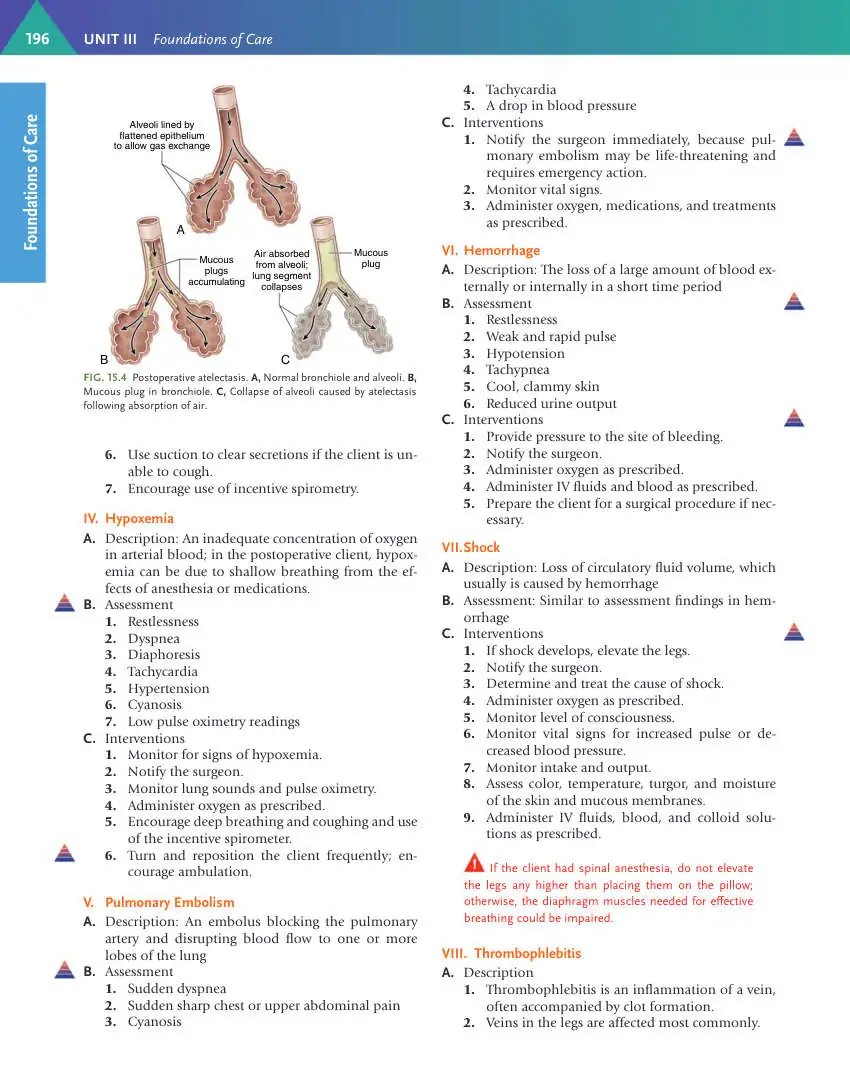 196 UNIT III Foundations of Care
Foundations of Care
Alveoli lined by
flattened epithelium
to allow gas exchange
A
Mucous
plugs
accumulating
Air absorbed
from alveoli;
lung segment
collapses
Mucous
plug
B
C
FIG. 15.4 Postoperative atelectasis. A, Normal bronchiole and alveoli. B,
Mucous plug in bronchiole. C, Collapse of alveoli caused by atelectasis
following absorption of air.
6. Use suction to clear secretions if the client is un-
able to cough.
7. Encourage use of incentive spirometry.
IV. Hypoxemia
A. Description: An inadequate concentration of oxygen
in arterial blood; in the postoperative client, hypox-
emia can be due to shallow breathing from the ef-
fects of anesthesia or medications.
B. Assessment
1. Restlessness
2. Dyspnea
3. Diaphoresis
4. Tachycardia
5. Hypertension
6. Cyanosis
7. Low pulse oximetry readings
C. Interventions
1. Monitor for signs of hypoxemia.
2. Notify the surgeon.
3. Monitor lung sounds and pulse oximetry.
4. Administer oxygen as prescribed.
5. Encourage deep breathing and coughing and use
of the incentive spirometer.
6. Turn and reposition the client frequently; en-
courage ambulation.
V. Pulmonary Embolism
A. Description: An embolus blocking the pulmonary
artery and disrupting blood flow to one or more
lobes of the lung
B. Assessment
1. Sudden dyspnea
2. Sudden sharp chest or upper abdominal pain
3. Cyanosis
4. Tachycardia
5. A drop in blood pressure
C. Interventions
1. Notify the surgeon immediately, because pul-
monary embolism may be life-threatening and
requires emergency action.
2. Monitor vital signs.
3. Administer oxygen, medications, and treatments
as prescribed.
VI. Hemorrhage
A. Description: The loss of a large amount of blood ex-
ternally or internally in a short time period
B. Assessment
1. Restlessness
2. Weak and rapid pulse
3. Hypotension
4. Tachypnea
5. Cool, clammy skin
6. Reduced urine output
C. Interventions
1. Provide pressure to the site of bleeding.
2. Notify the surgeon.
3. Administer oxygen as prescribed.
4. Administer IV fluids and blood as prescribed.
5. Prepare the client for a surgical procedure if nec-
essary.
VII. Shock
A. Description: Loss of circulatory fluid volume, which
usually is caused by hemorrhage
B. Assessment: Similar to assessment findings in hem-
orrhage
C. Interventions
1. If shock develops, elevate the legs.
2. Notify the surgeon.
3. Determine and treat the cause of shock.
4. Administer oxygen as prescribed.
5. Monitor level of consciousness.
6. Monitor vital signs for increased pulse or de-
creased blood pressure.
7. Monitor intake and output.
8. Assess color, temperature, turgor, and moisture
of the skin and mucous membranes.
9. Administer IV fluids, blood, and colloid solu-
tions as prescribed.
If the client had spinal anesthesia, do not elevate
the legs any higher than placing them on the pillow;
otherwise, the diaphragm muscles needed for effective
breathing could be impaired.
VIII. Thrombophlebitis
A. Description
1. Thrombophlebitis is an inflammation of a vein,
often accompanied by clot formation.
2. Veins in the legs are affected most commonly.